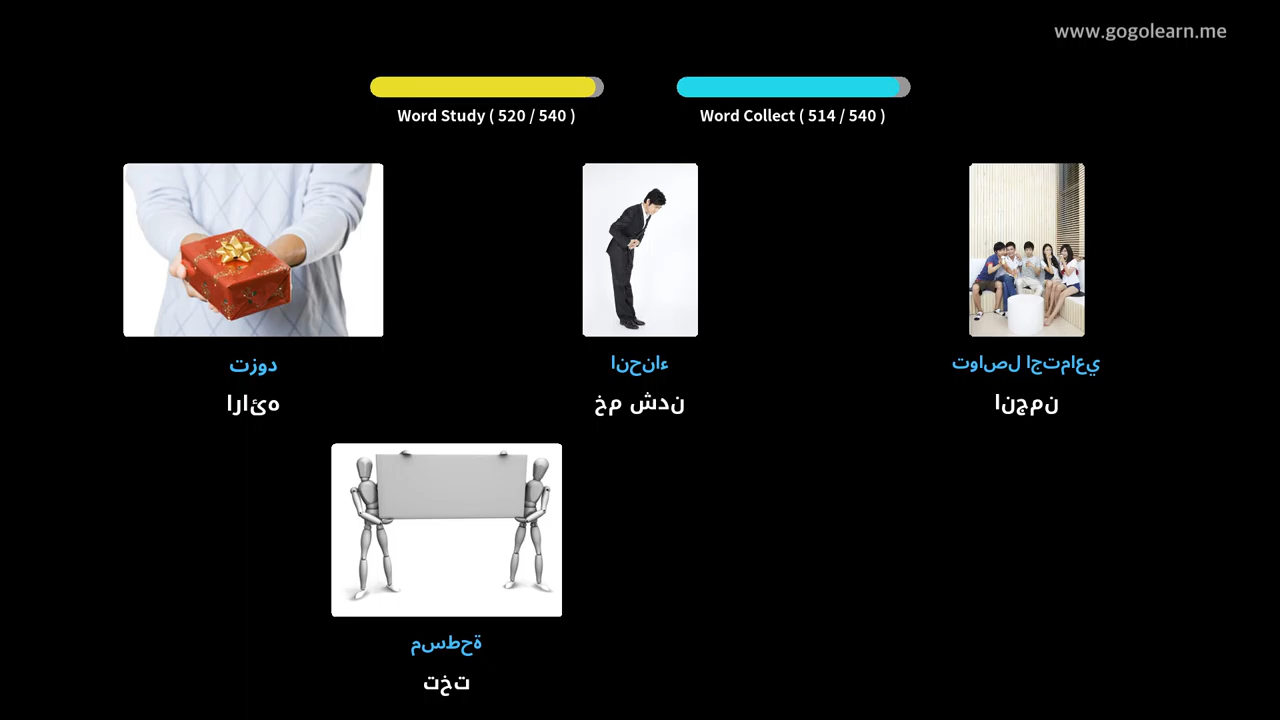 www.gogolearn.me
Word Study ( 520 / 540 )
Word Collect ( 514 / 540 )
تزود
ارائه
انحناء
خم شدن
تواصل اجتماعي
انجمن
مسطحة
تخت